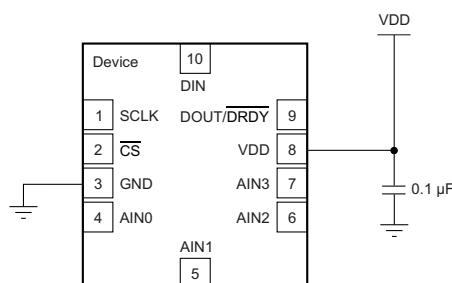 VDD
Device
10
DIN
1 SCLK
DOUT/DRDY 9
2 CS
VDD 8
3 GND
AIN3 7
4 AIN0
AIN2 6
0.1 µF
AIN1
5